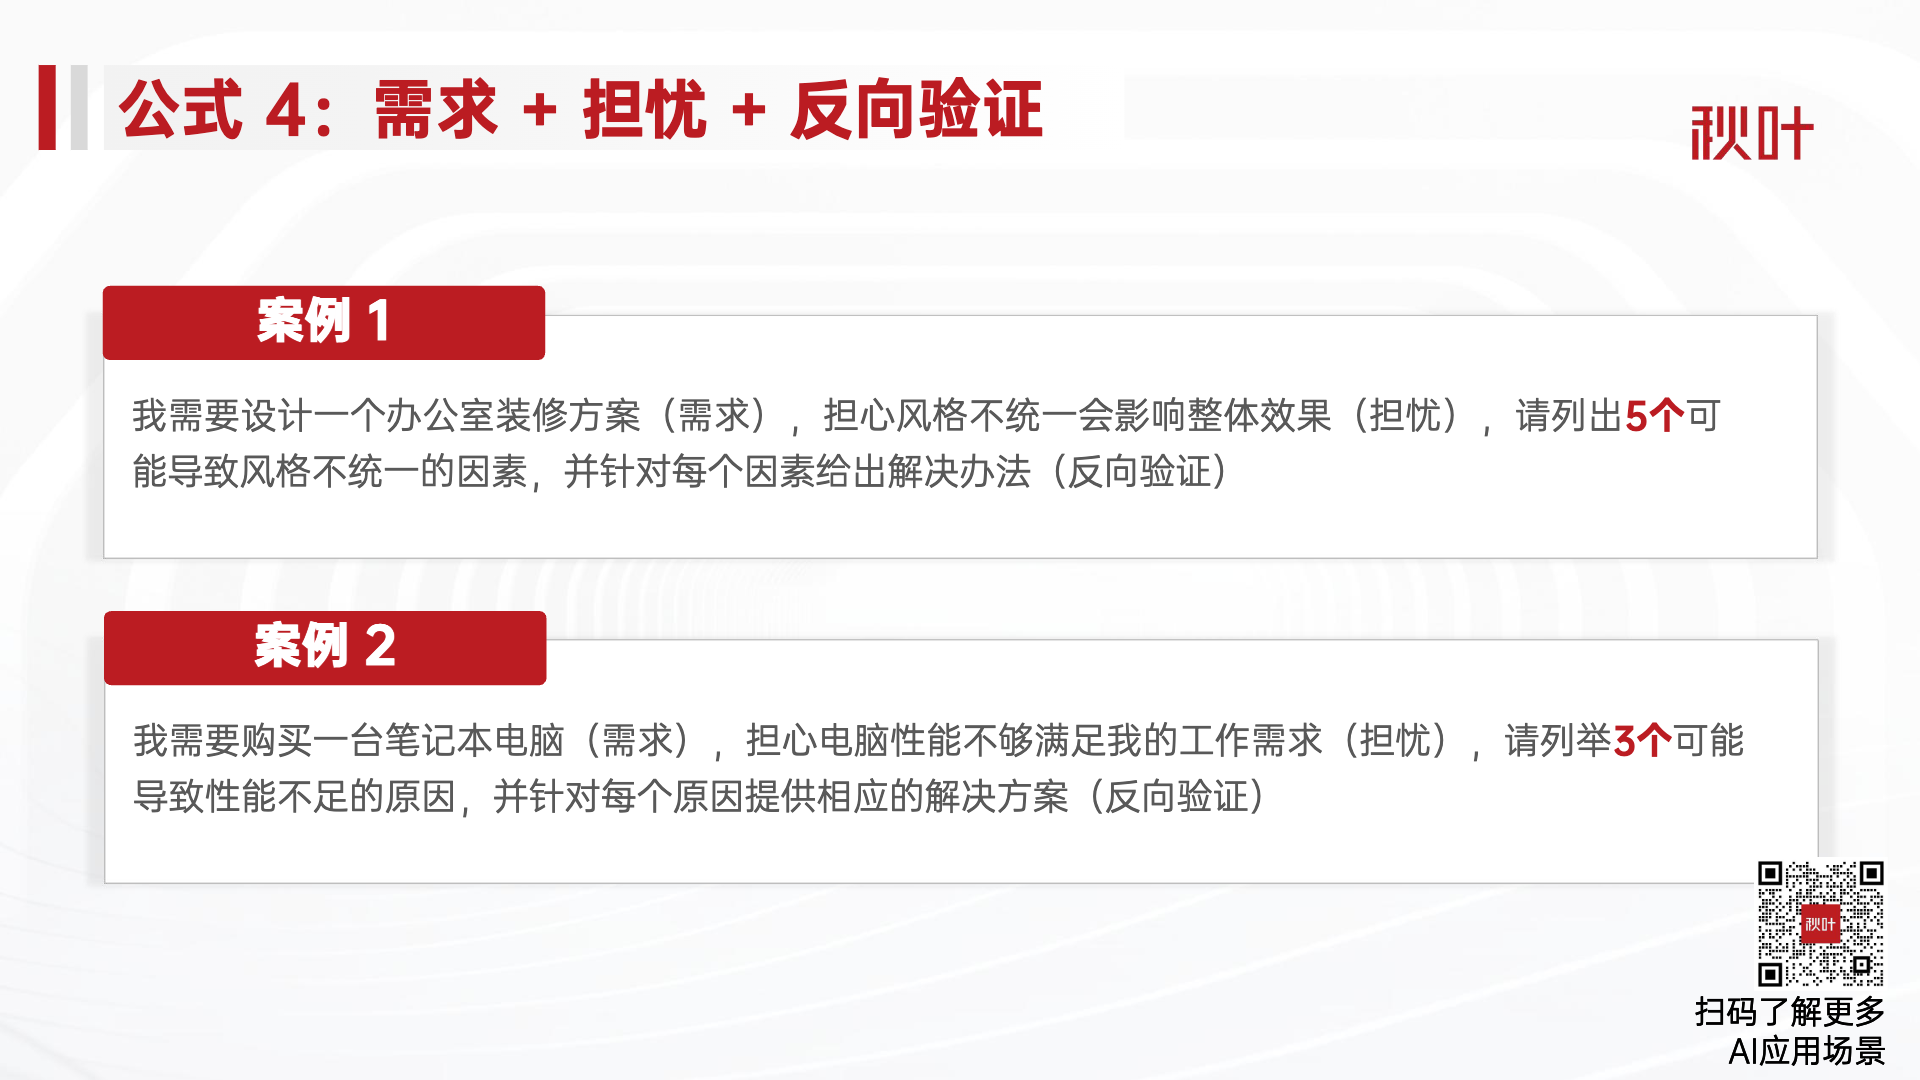 公式 4：需求 + 担忧 + 反向验证
秋叶
案例 1
我需要设计一个办公室装修方案（需求），担心风格不统一会影响整体效果（担忧），请列出5个可
能导致风格不统一的因素，并针对每个因素给出解决办法（反向验证）
案例 2
我需要购买一台笔记本电脑（需求），担心电脑性能不够满足我的工作需求（担忧），请列举3个可能
导致性能不足的原因，并针对每个原因提供相应的解决方案（反向验证）
秋叶
扫码了解更多
AI应用场景